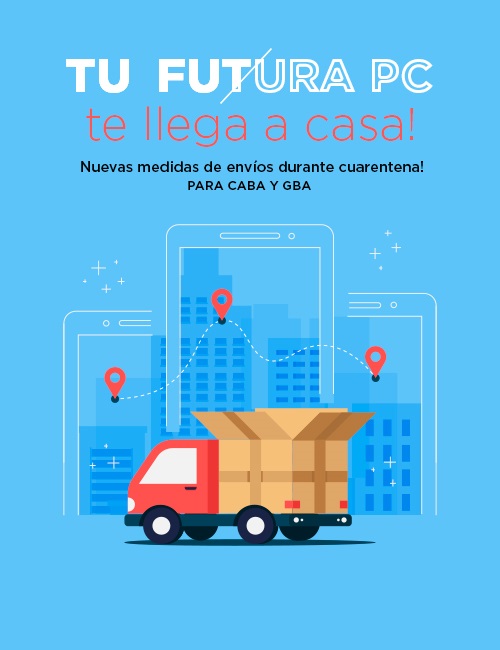 TU FUTURA PC
te llega a casa!
Nuevas medidas de envíos durante cuarentena!
PARA CABA Y GBA